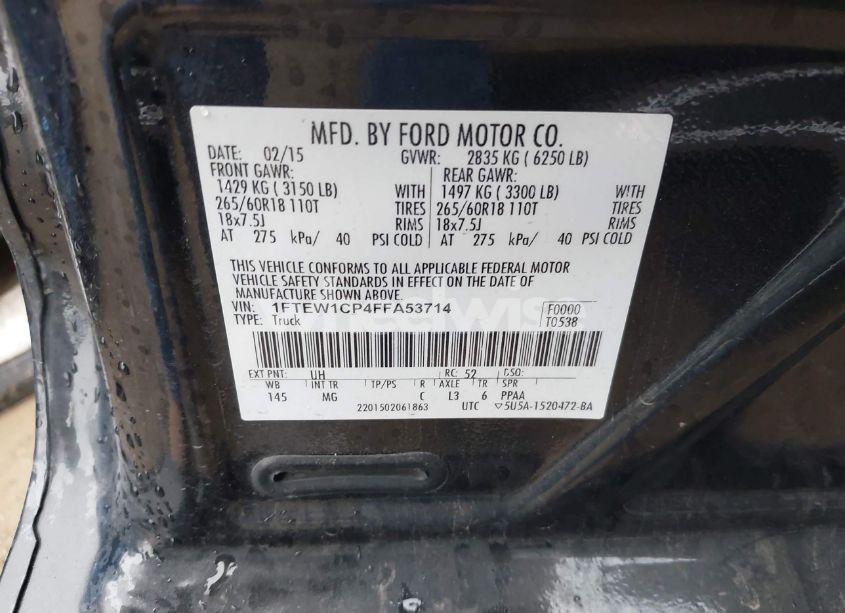 MFD. BY FORD MOTOR CO.
DATE: 02/15 GVWR: 2835 KG ( 6250 LB)
FRONT GAWR: REAR GAWR:
1429 KG ( 3150 LB) WITH 1497 KG ( 3300 LB) WITH
265/60R18 110T TIRES 265/60R18 110T TIRES
18x7.5J RIMS 18x7.5J RIMS
AT 275 kPa/ 40 PSI COLD AT 275 kPa/ 40 PSI COLD
THIS VEHICLE CONFORMS TO ALL APPLICABLE FEDERAL MOTOR
VEHICLE SAFETY STANDARDS IN EFFECT ON THE DATE OF
MANUFACTURE SHOWN ABOVE.
VIN: 1FTEW1CP4FFA53714 F0000
TYPE: Truck T0538
EXT PNT: UH RC: 52 DSO:
WB INT TR TP/PS R AXLE TR SPR
145 MG C L3 6 PPAA
2201502061863 UTC ▽5U5A-1520472-BA